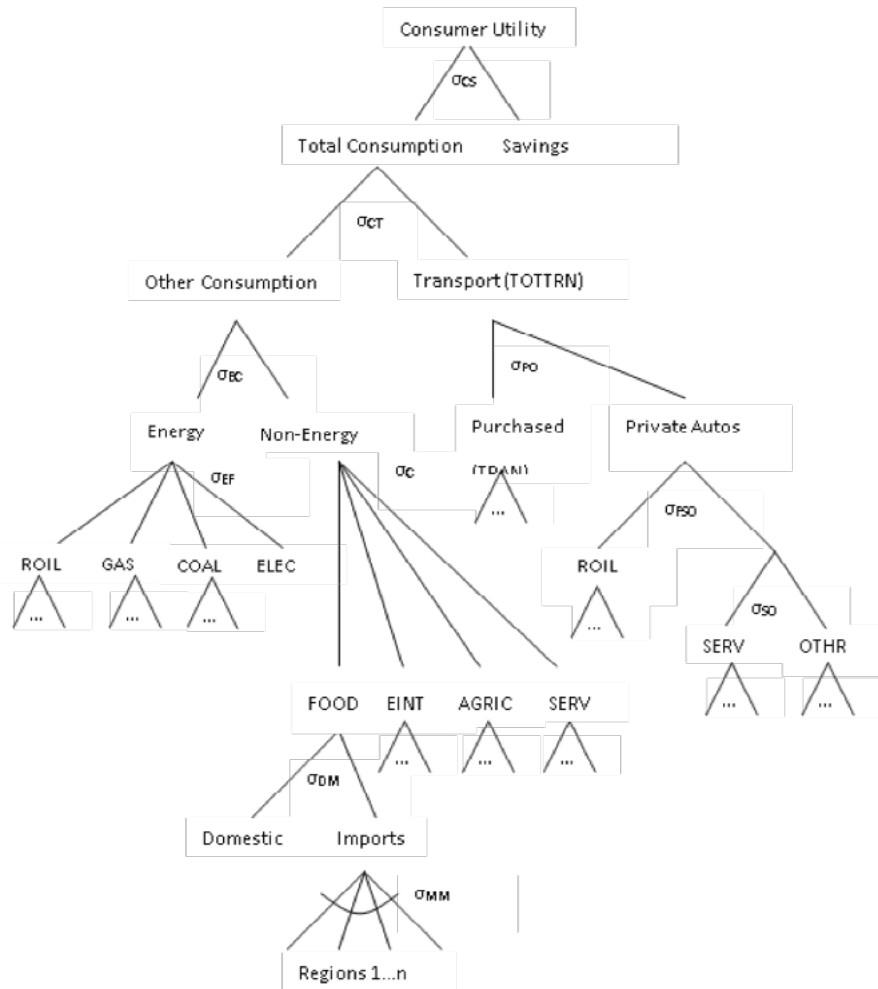 Consumer Utility
σCS
Total Consumption Savings
σCT
Other Consumption Transport (TOTTRN)
σEC
σPO
Energy Non-Energy Purchased Private Autos
(TRAN)
σEF
σC
...
σPSO
ROIL GAS COAL ELEC ROIL
... ... ... ...
σSO
SERV OTHR
... ...
FOOD EINT AGRIC SERV
... ... ...
σDM
Domestic Imports
σMM
Regions 1...n